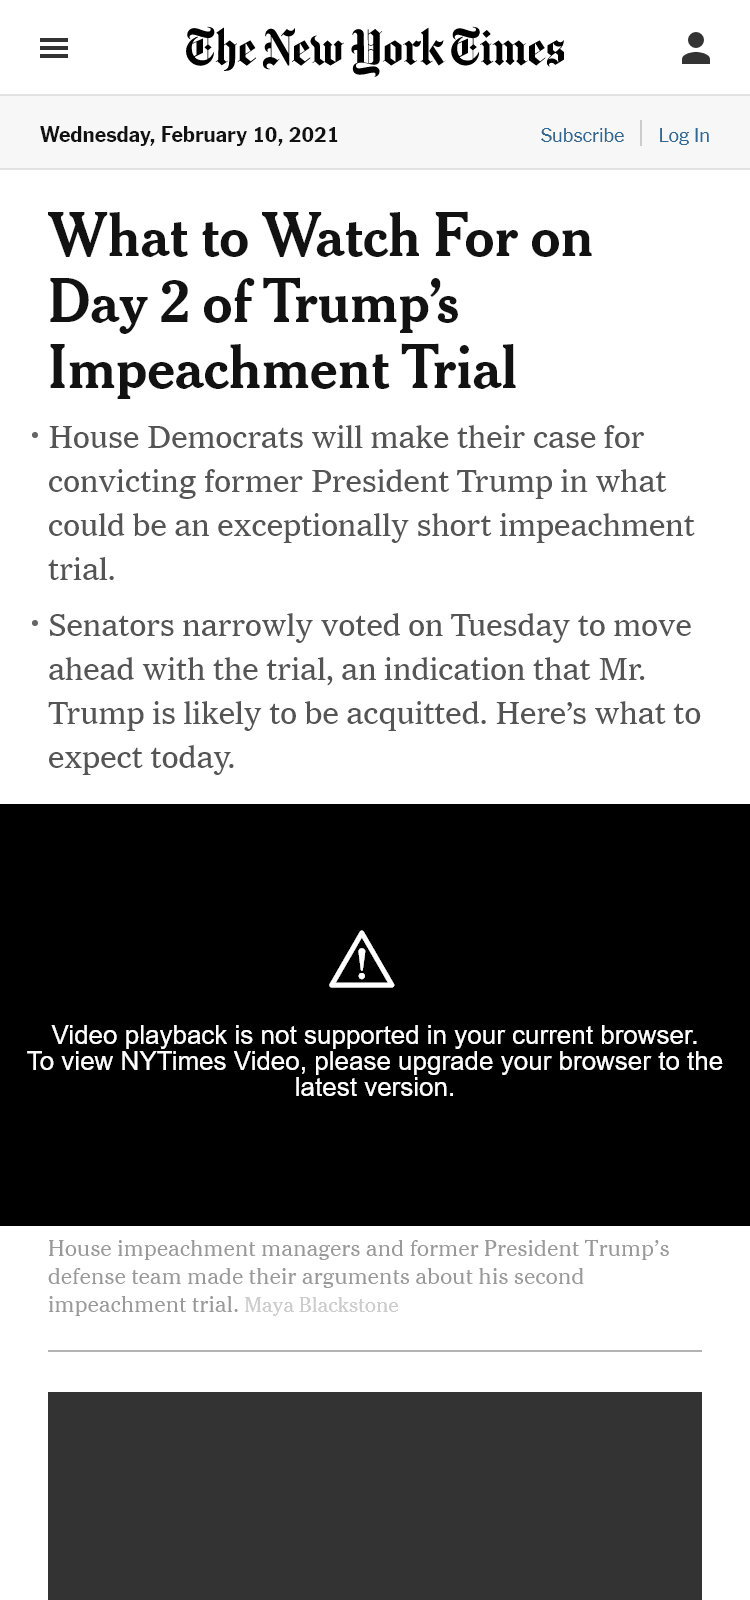 The New York Times
Wednesday, February 10, 2021
Subscribe
Log In
What to Watch For on
Day 2 of Trump’s
Impeachment Trial
• House Democrats will make their case for
convicting former President Trump in what
could be an exceptionally short impeachment
trial.
• Senators narrowly voted on Tuesday to move
ahead with the trial, an indication that Mr.
Trump is likely to be acquitted. Here’s what to
expect today.
Video playback is not supported in your current browser.
To view NYTimes Video, please upgrade your browser to the
latest version.
House impeachment managers and former President Trump’s
defense team made their arguments about his second
impeachment trial. Maya Blackstone